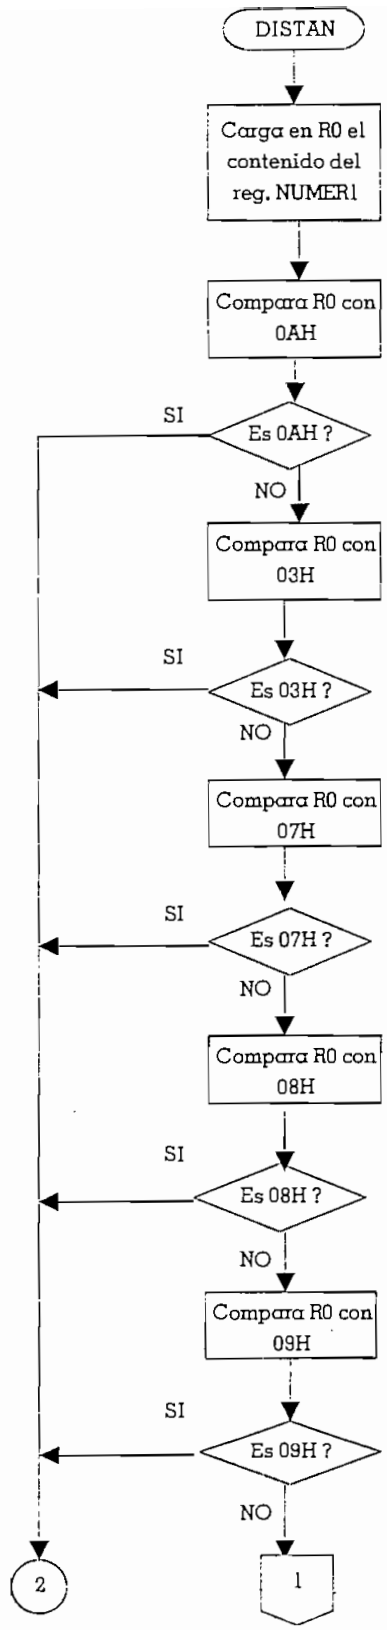 DISTAN
Carga en R0 el
contenido del
reg. NUMER1
Compara R0 con
0AH
SI
Es 0AH ?
NO
Compara R0 con
03H
SI
Es 03H ?
NO
Compara R0 con
07H
SI
Es 07H ?
NO
Compara R0 con
08H
SI
Es 08H ?
NO
Compara R0 con
09H
SI
Es 09H ?
NO
2
1